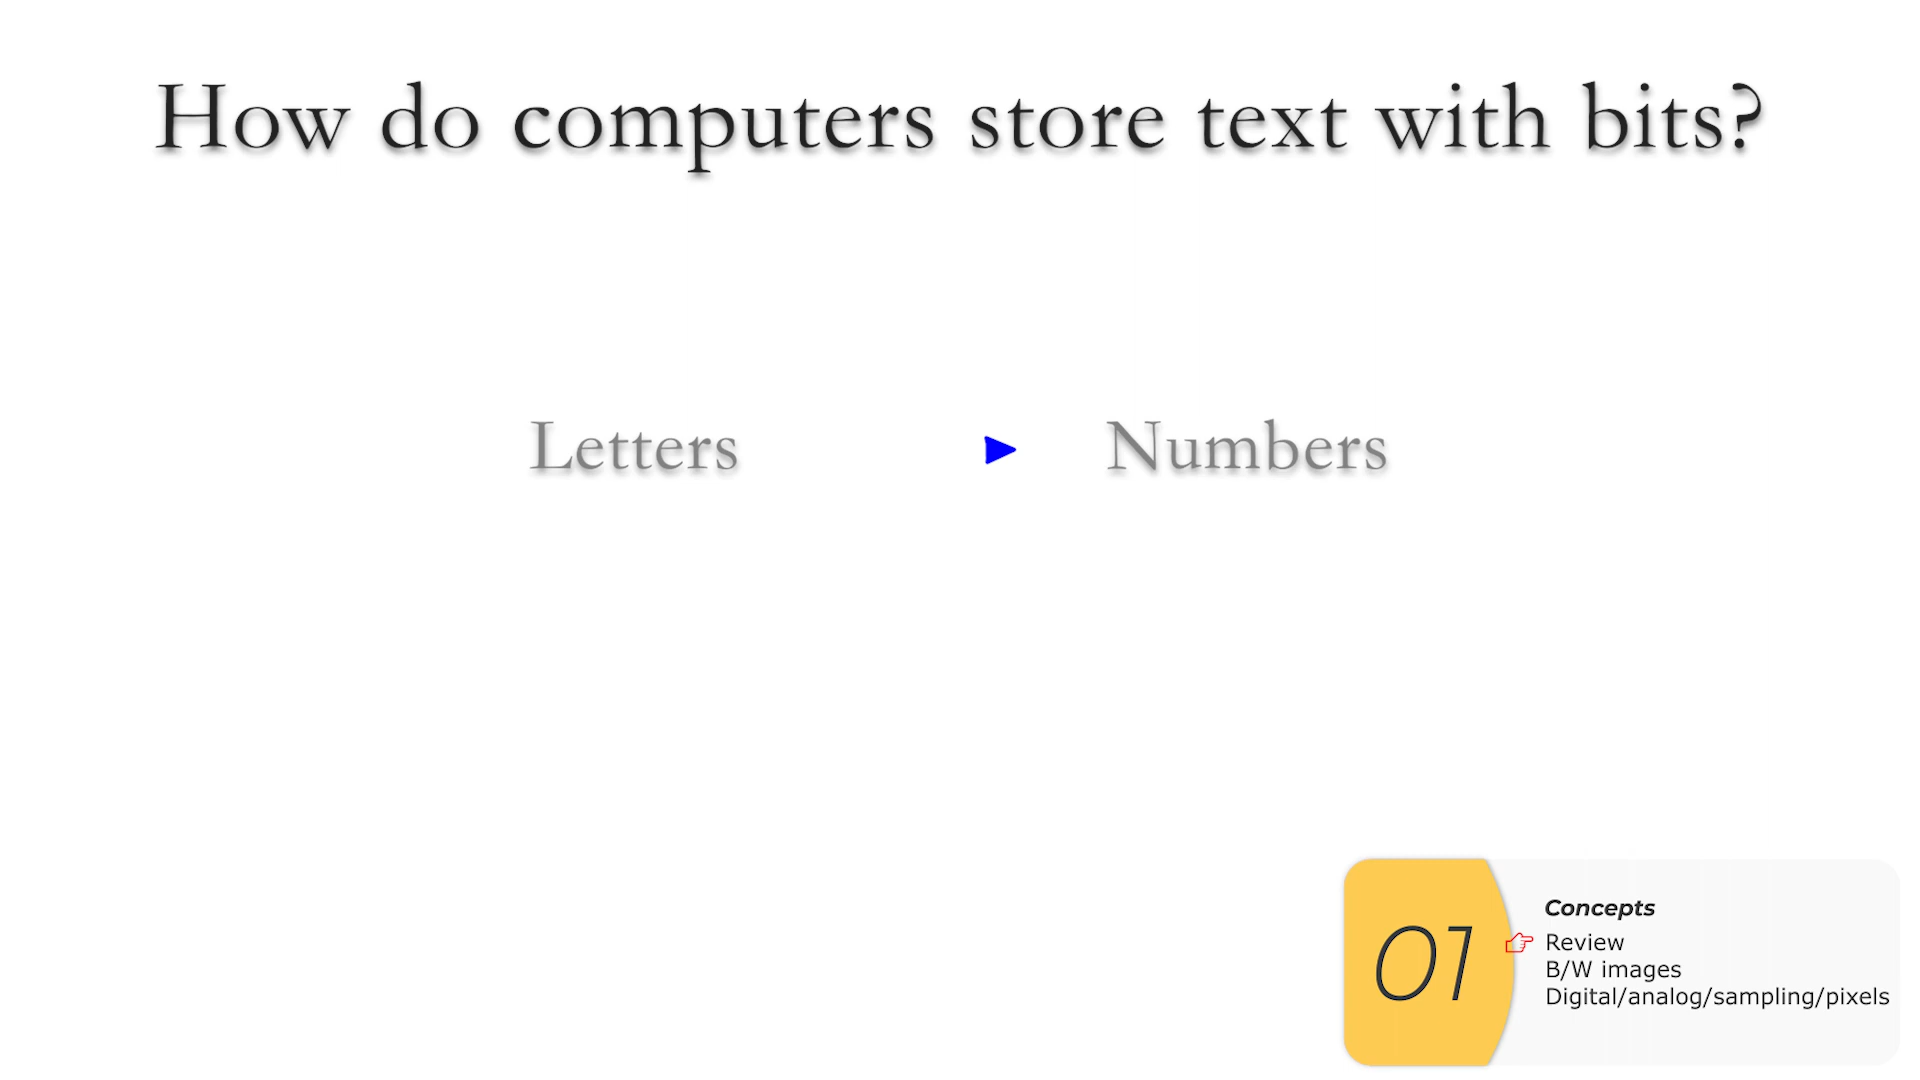 How do computers store text with bits?
Letters ► Numbers
01
Concepts
Review
B/W images
Digital/analog/sampling/pixels